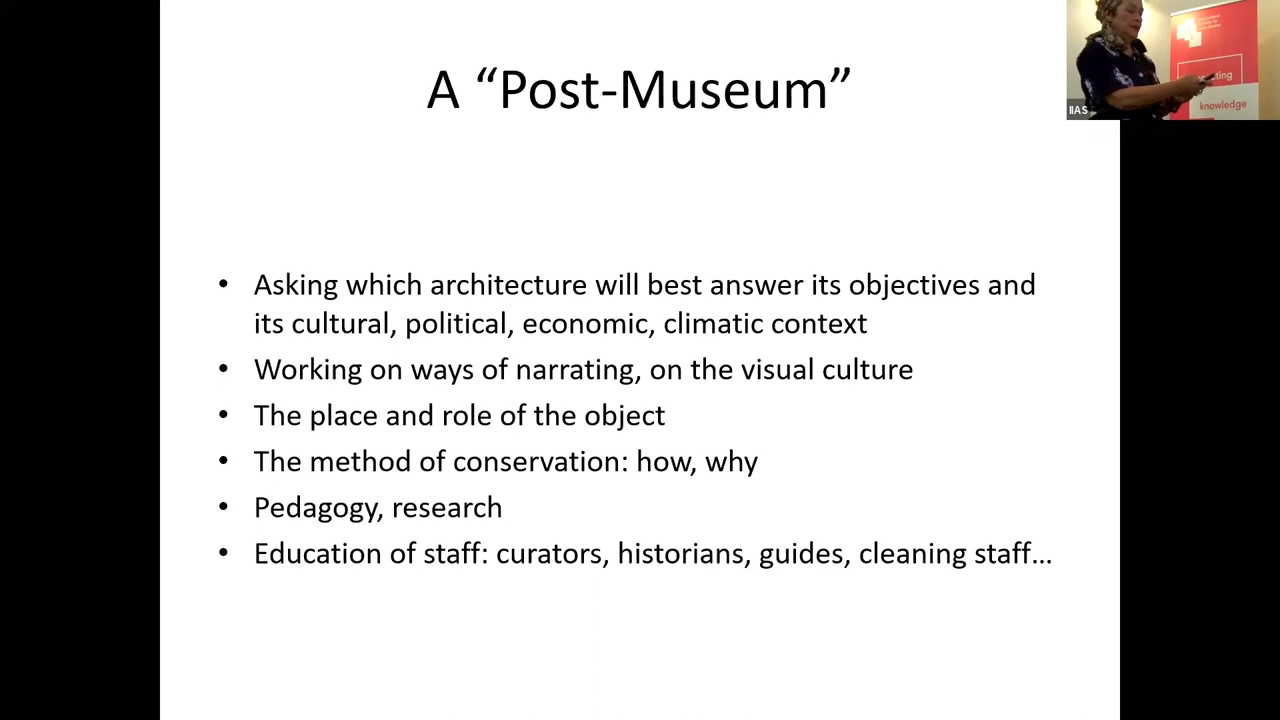 A “Post-Museum”
• Asking which architecture will best answer its objectives and
its cultural, political, economic, climatic context
• Working on ways of narrating, on the visual culture
• The place and role of the object
• The method of conservation: how, why
• Pedagogy, research
• Education of staff: curators, historians, guides, cleaning staff…
IIAS
knowledge